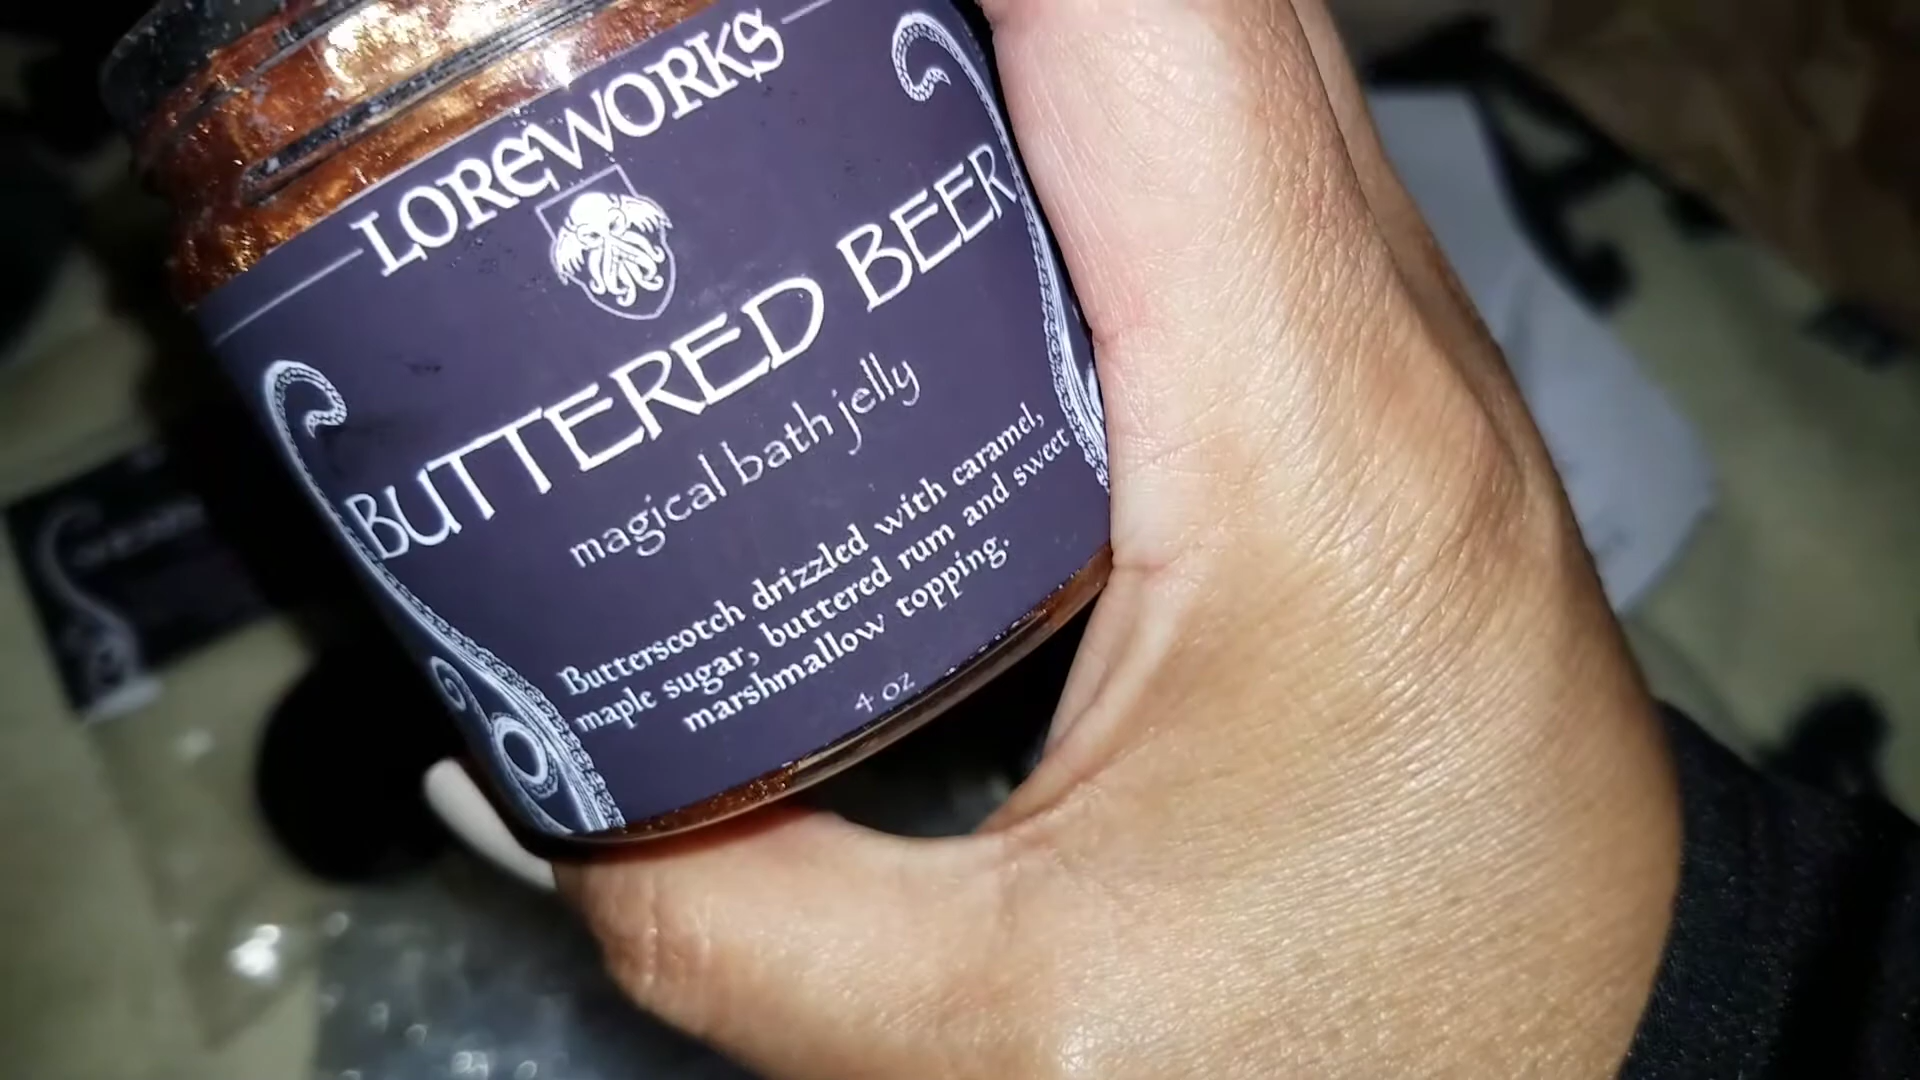 LOREWORKS
BUTTERED BEER
magical bath jelly
Butterscotch drizzled with caramel,
maple sugar, buttered rum and sweet
marshmallow topping.
4 oz